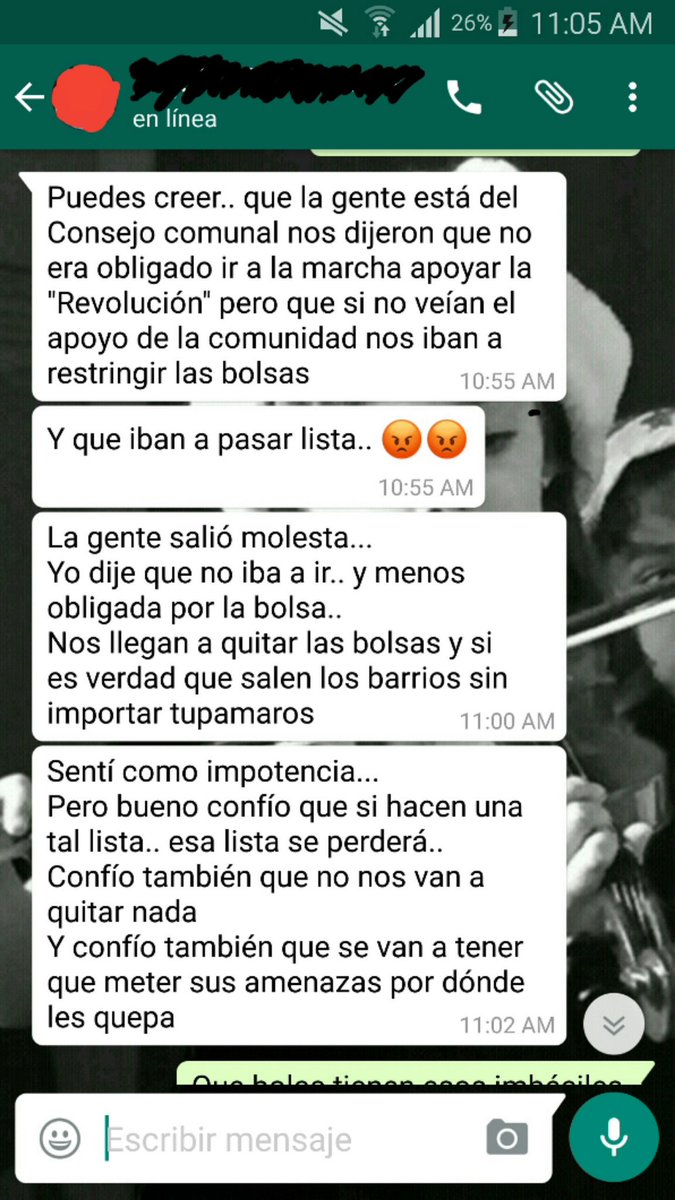 26% 11:05 AM
en línea
Puedes creer.. que la gente está del
Consejo comunal nos dijeron que no
era obligado ir a la marcha apoyar la
"Revolución" pero que si no veían el
apoyo de la comunidad nos iban a
restringir las bolsas
10:55 AM
Y que iban a pasar lista.. 😡😡
10:55 AM
La gente salió molesta...
Yo dije que no iba a ir.. y menos
obligada por la bolsa..
Nos llegan a quitar las bolsas y si
es verdad que salen los barrios sin
importar tupamaros
11:00 AM
Sentí como impotencia...
Pero bueno confío que si hacen una
tal lista.. esa lista se perderá..
Confío también que no nos van a
quitar nada
Y confío también que se van a tener
que meter sus amenazas por dónde
les quepa
11:02 AM
Escribir mensaje